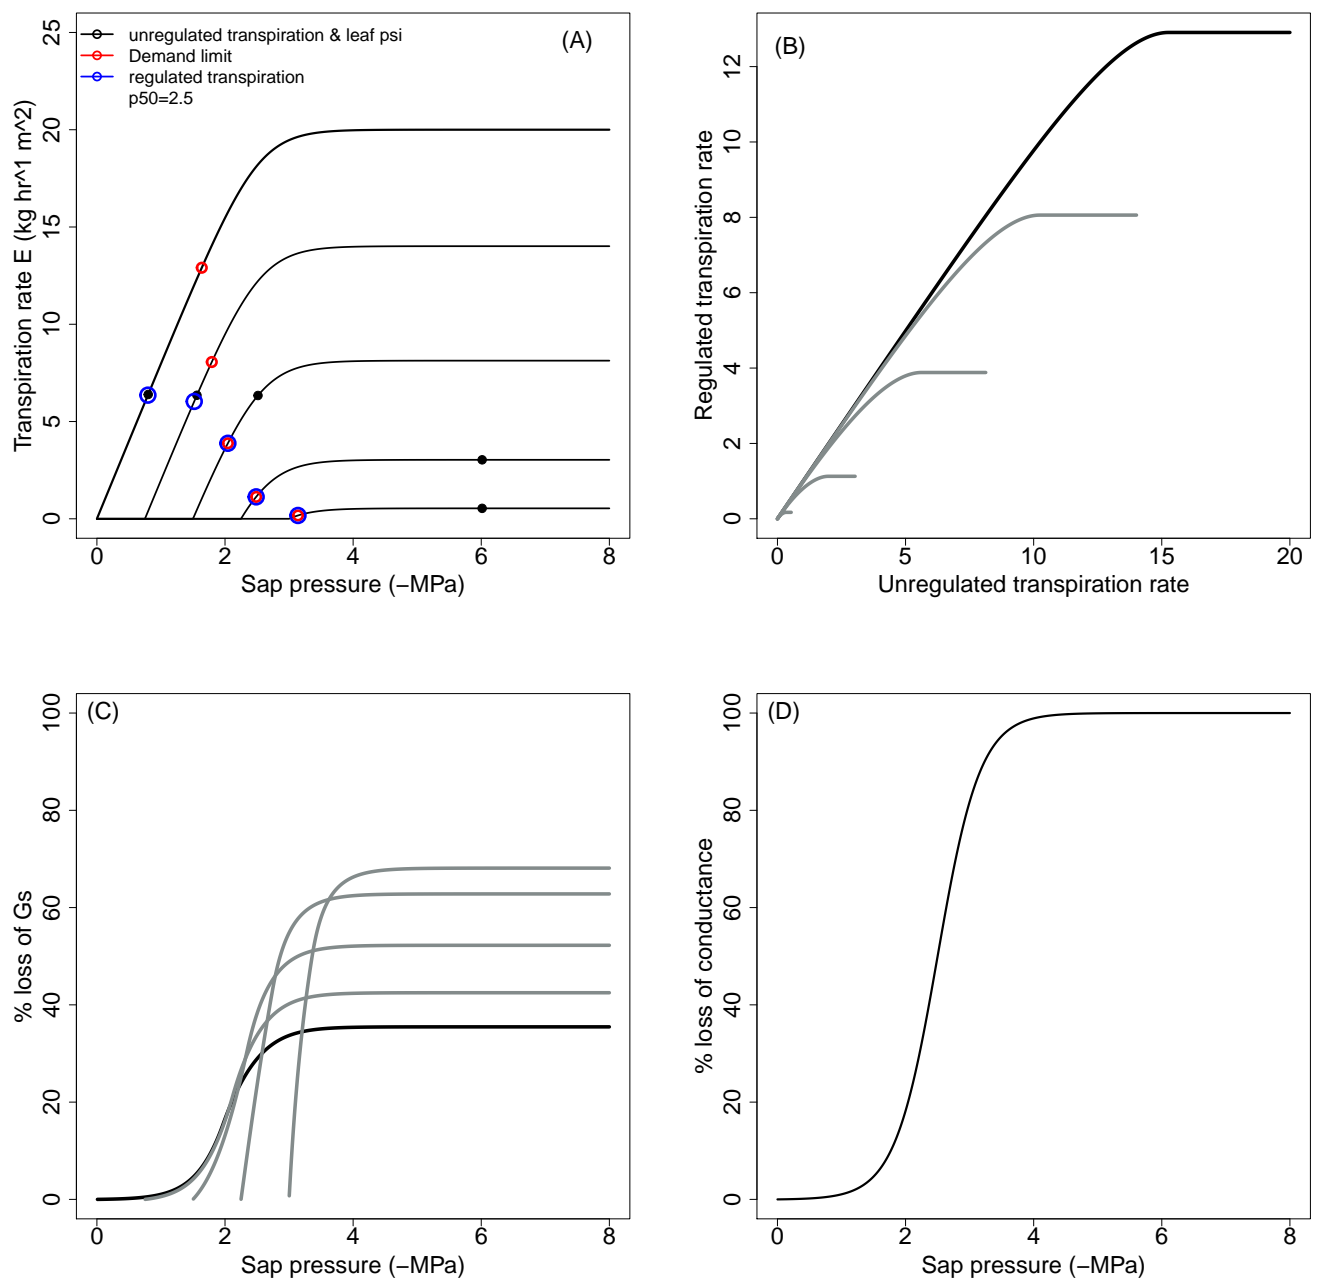 (A)
unregulated transpiration & leaf psi
Demand limit
regulated transpiration
p50=2.5
Transpiration rate E (kg hr^1 m^2)
25
20
15
10
5
0
0 2 4 6 8
Sap pressure (−MPa)
(B)
Regulated transpiration rate
12
10
8
6
4
2
0
0 5 10 15 20
Unregulated transpiration rate
(C)
% loss of Gs
100
80
60
40
20
0
0 2 4 6 8
Sap pressure (−MPa)
(D)
% loss of conductance
100
80
60
40
20
0
0 2 4 6 8
Sap pressure (−MPa)